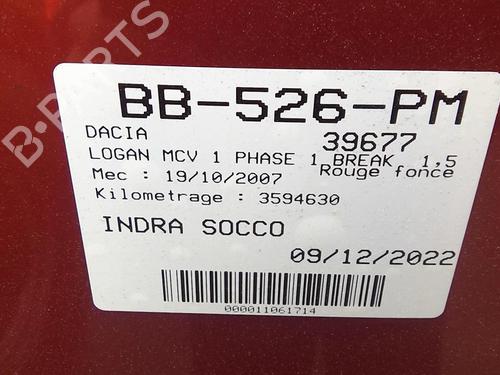 BB-526-PM
DACIA 39677
LOGAN MCV 1 PHASE 1 BREAK 1,5
Mec : 19/10/2007 Rouge fonce
Kilometrage : 3594630
INDRA SOCCO
09/12/2022
000011061714
B-PARTS